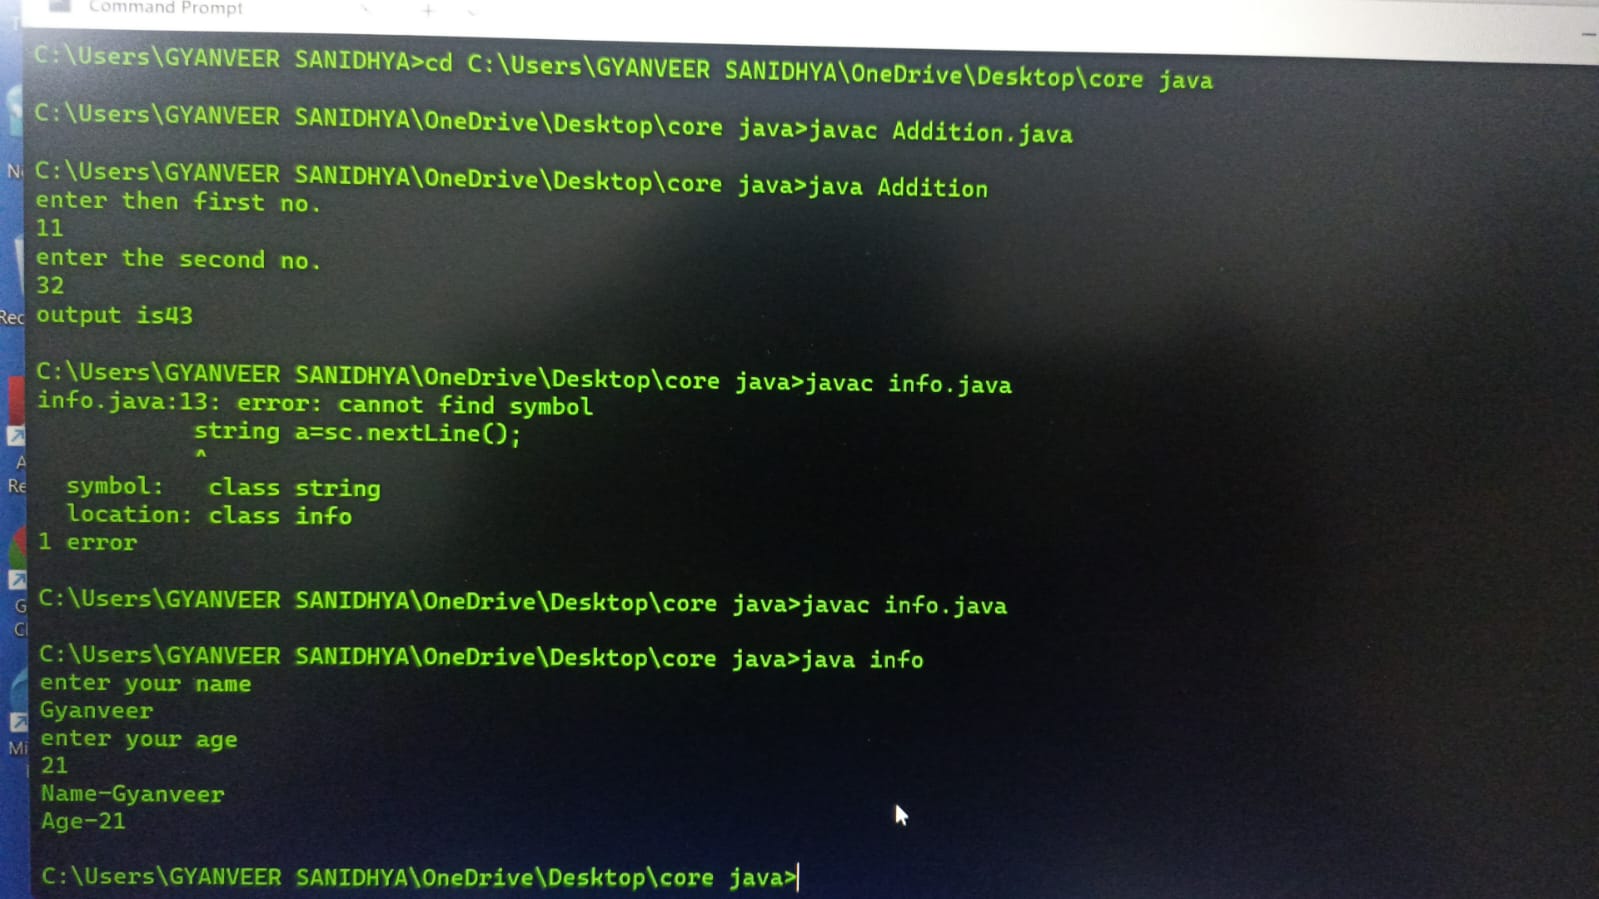 Command Prompt
C:\Users\GYANVEER SANIDHYA>cd C:\Users\GYANVEER SANIDHYA\OneDrive\Desktop\core java
C:\Users\GYANVEER SANIDHYA\OneDrive\Desktop\core java>javac Addition.java
C:\Users\GYANVEER SANIDHYA\OneDrive\Desktop\core java>java Addition
enter then first no.
11
enter the second no.
32
output is43
C:\Users\GYANVEER SANIDHYA\OneDrive\Desktop\core java>javac info.java
info.java:13: error: cannot find symbol
string a=sc.nextLine();
^
symbol:   class string
location: class info
1 error
C:\Users\GYANVEER SANIDHYA\OneDrive\Desktop\core java>javac info.java
C:\Users\GYANVEER SANIDHYA\OneDrive\Desktop\core java>java info
enter your name
Gyanveer
enter your age
21
Name-Gyanveer
Age-21
C:\Users\GYANVEER SANIDHYA\OneDrive\Desktop\core java>